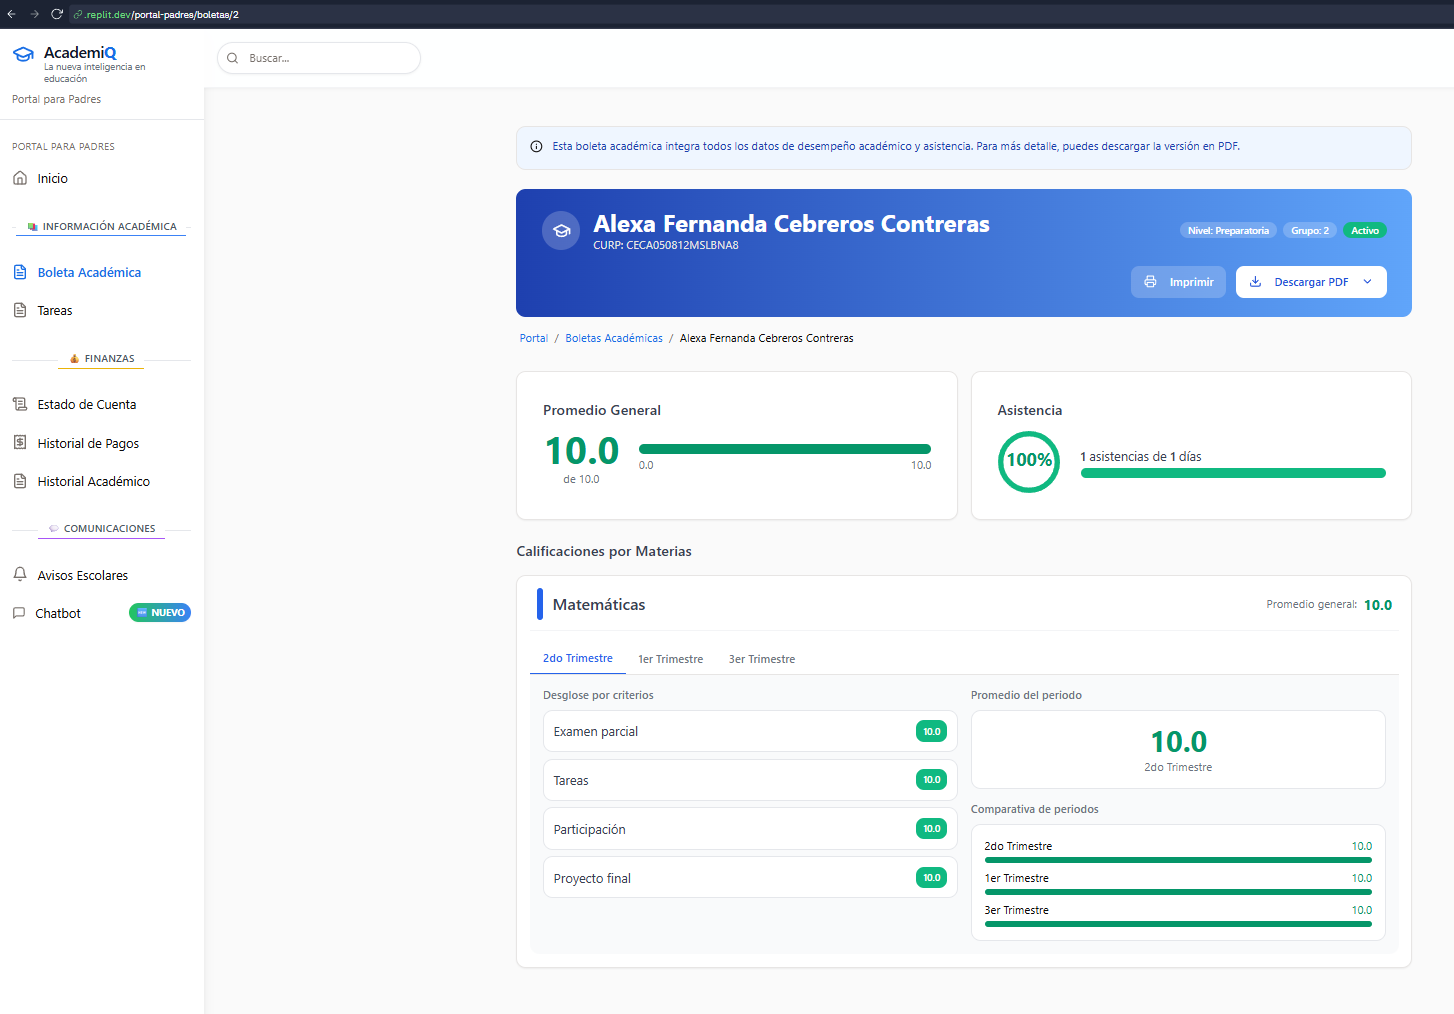 .replit.dev/portal-padres/boletas/2
AcademiQ
La nueva inteligencia en
educación
Portal para Padres
Buscar...
PORTAL PARA PADRES
Inicio
INFORMACIÓN ACADÉMICA
Boleta Académica
Tareas
FINANZAS
Estado de Cuenta
Historial de Pagos
Historial Académico
COMUNICACIONES
Avisos Escolares
Chatbot
NUEVO
Esta boleta académica integra todos los datos de desempeño académico y asistencia. Para más detalle, puedes descargar la versión en PDF.
Alexa Fernanda Cebreros Contreras
CURP: CECA050812MSLBNA8
Nivel: Preparatoria
Grupo: 2
Activo
Imprimir
Descargar PDF
Portal / Boletas Académicas / Alexa Fernanda Cebreros Contreras
Promedio General
10.0
de 10.0
0.0
10.0
Asistencia
100%
1 asistencias de 1 días
Calificaciones por Materias
Matemáticas
Promedio general: 10.0
2do Trimestre
1er Trimestre
3er Trimestre
Desglose por criterios
Examen parcial 10.0
Tareas 10.0
Participación 10.0
Proyecto final 10.0
Promedio del periodo
10.0
2do Trimestre
Comparativa de periodos
2do Trimestre 10.0
1er Trimestre 10.0
3er Trimestre 10.0